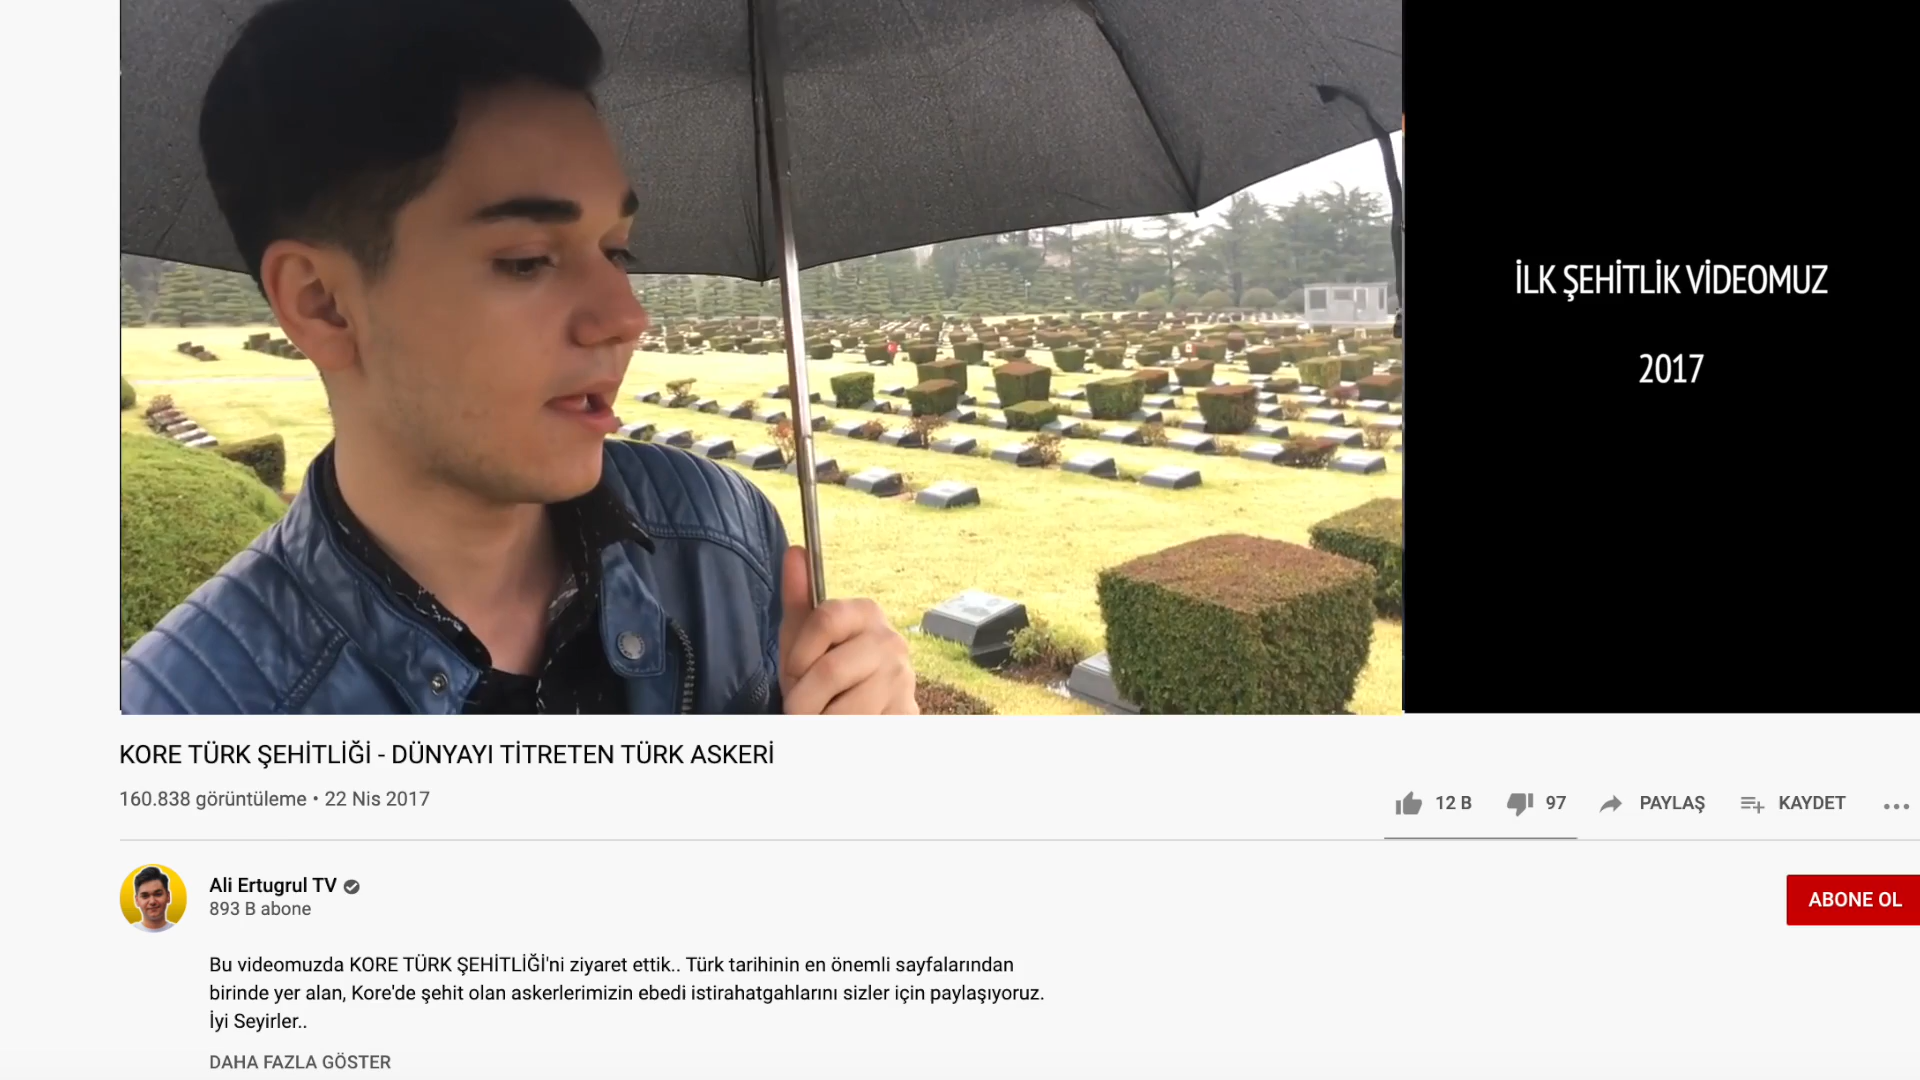 İLK ŞEHİTLİK VİDEOMUZ
2017
KORE TÜRK ŞEHİTLİĞİ - DÜNYAYI TİTRETEN TÜRK ASKERİ
160.838 görüntüleme • 22 Nis 2017
12 B 97 PAYLAŞ KAYDET
Ali Ertugrul TV
893 B abone
ABONE OL
Bu videomuzda KORE TÜRK ŞEHİTLİĞİ'ni ziyaret ettik.. Türk tarihinin en önemli sayfalarından
birinde yer alan, Kore'de şehit olan askerlerimizin ebedi istirahatgahlarını sizler için paylaşıyoruz.
İyi Seyirler..
DAHA FAZLA GÖSTER